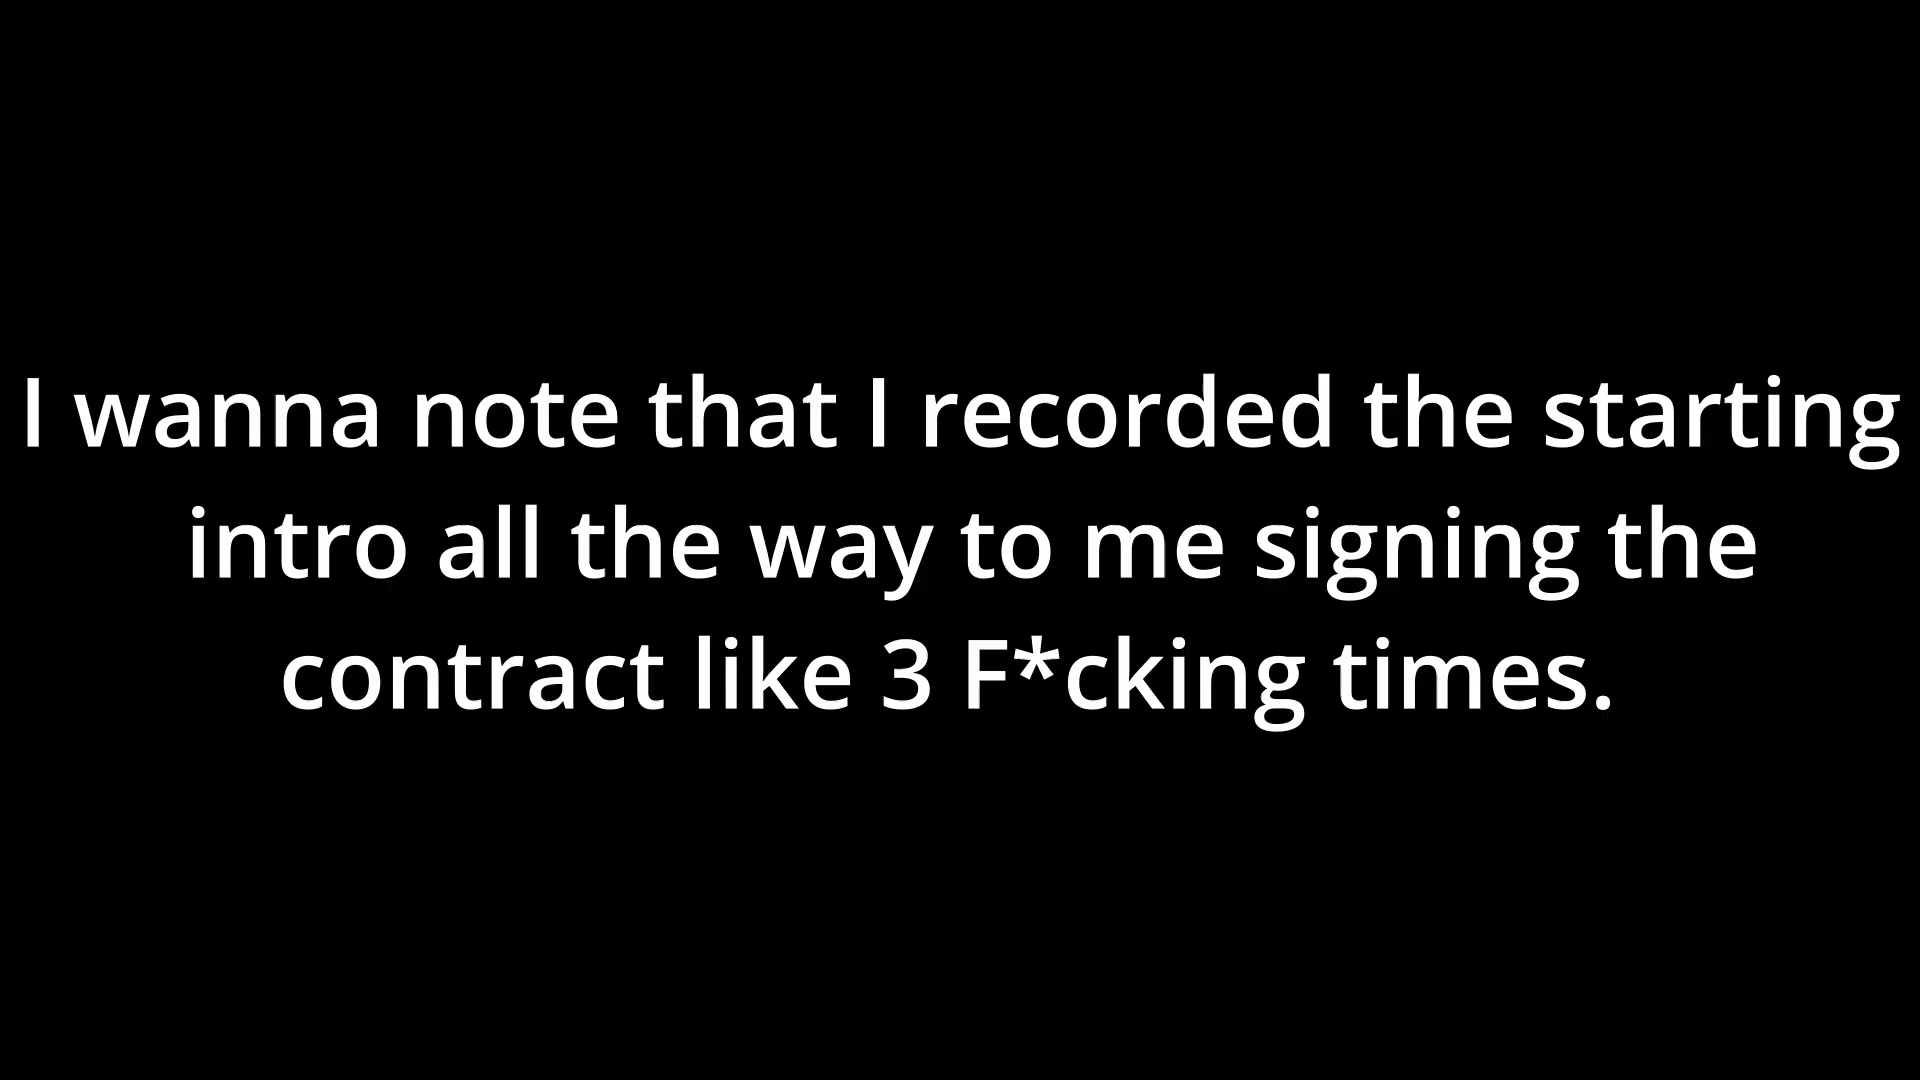 I wanna note that I recorded the starting
intro all the way to me signing the
contract like 3 F*cking times.